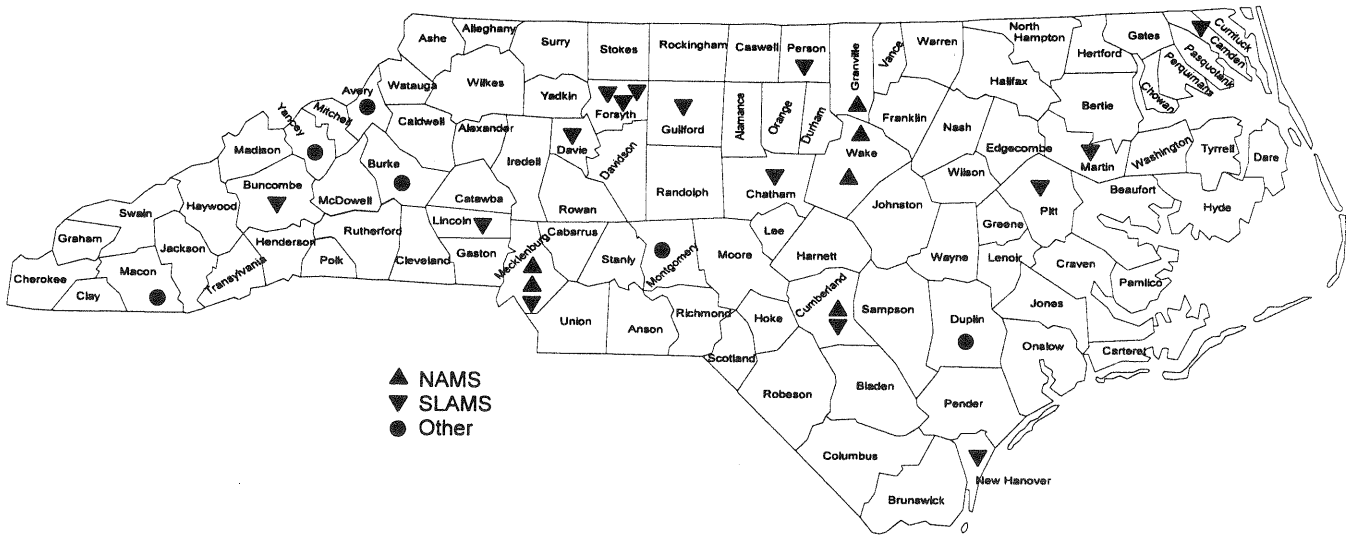 Alleghany
Ashe
Surry
Stokes
Rockingham
Caswell
Person
Granville
Vance
Warren
North
Hampton
Hertford
Gates
Currituck
Camden
Pasquotank
Perquimans
Chowan
Bertie
Halifax
Avery
Watauga
Wilkes
Yadkin
Forsyth
Guilford
Alamance
Orange
Durham
Franklin
Nash
Edgecombe
Martin
Washington
Tyrrell
Dare
Yancey
Mitchell
Caldwell
Alexander
Iredell
Davie
Davidson
Randolph
Chatham
Wake
Wilson
Pitt
Beaufort
Hyde
Madison
Buncombe
McDowell
Burke
Catawba
Rowan
Johnston
Greene
Swain
Haywood
Lincoln
Graham
Jackson
Henderson
Rutherford
Cleveland
Gaston
Mecklenburg
Cabarrus
Stanly
Montgomery
Moore
Lee
Harnett
Wayne
Lenoir
Craven
Pamlico
Cherokee
Clay
Macon
Transylvania
Polk
Union
Anson
Richmond
Scotland
Hoke
Cumberland
Sampson
Duplin
Jones
Onslow
Carteret
Robeson
Bladen
Pender
Columbus
Brunswick
New Hanover
NAMS
SLAMS
Other